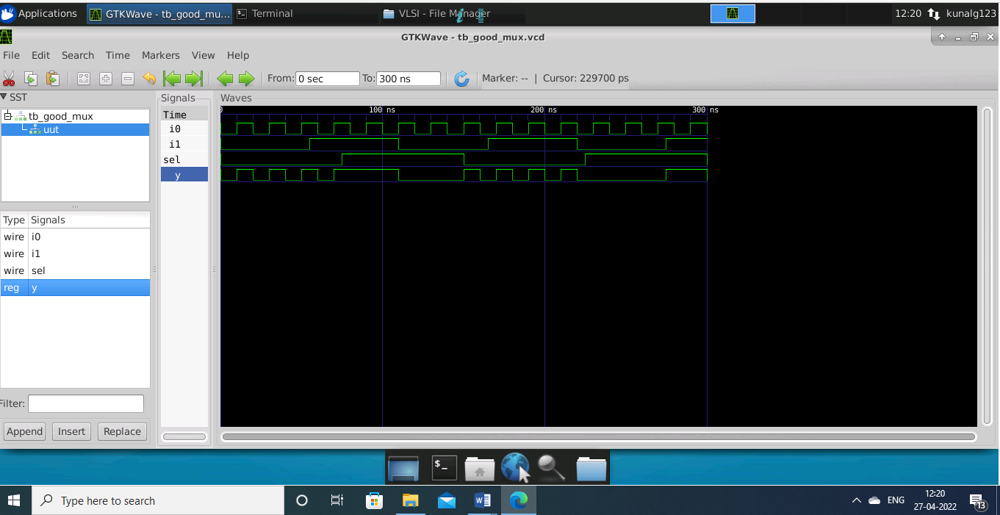 Applications GTKWave - tb_good_mu... Terminal VLSI - File Manager 12:20 kunalg123
GTKWave - tb_good_mux.vcd
File Edit Search Time Markers View Help
From: 0 sec To: 300 ns Marker: -- | Cursor: 229700 ps
SST
tb_good_mux
uut
Type Signals
wire i0
wire i1
wire sel
reg y
Filter:
Append Insert Replace
Signals
Time
i0
i1
sel
y
Waves
0 100 ns 200 ns 300 ns
$_
Type here to search
W
ENG
12:20
27-04-2022
13